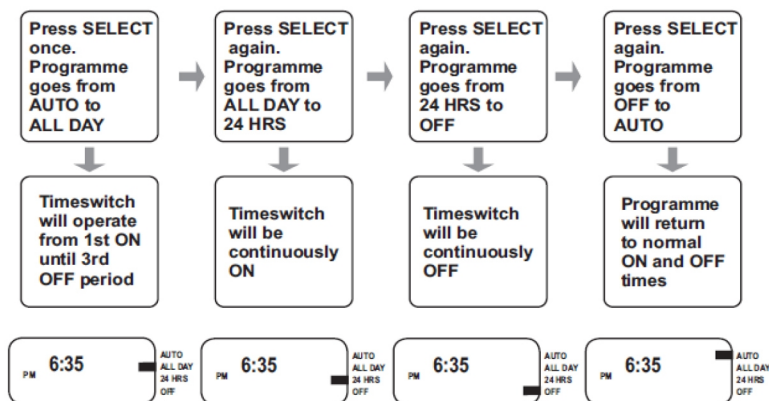 Press SELECT
once.
Programme
goes from
AUTO to
ALL DAY
Press SELECT
again.
Programme
goes from
ALL DAY to
24 HRS
Press SELECT
again.
Programme
goes from
24 HRS to
OFF
Press SELECT
again.
Programme
goes from
OFF to
AUTO
Timeswitch
will operate
from 1st ON
until 3rd
OFF period
Timeswitch
will be
continuously
ON
Timeswitch
will be
continuously
OFF
Programme
will return
to normal
ON and OFF
times
PM 6:35
AUTO
ALL DAY
24 HRS
OFF
PM 6:35
AUTO
ALL DAY
24 HRS
OFF
PM 6:35
AUTO
ALL DAY
24 HRS
OFF
PM 6:35
AUTO
ALL DAY
24 HRS
OFF